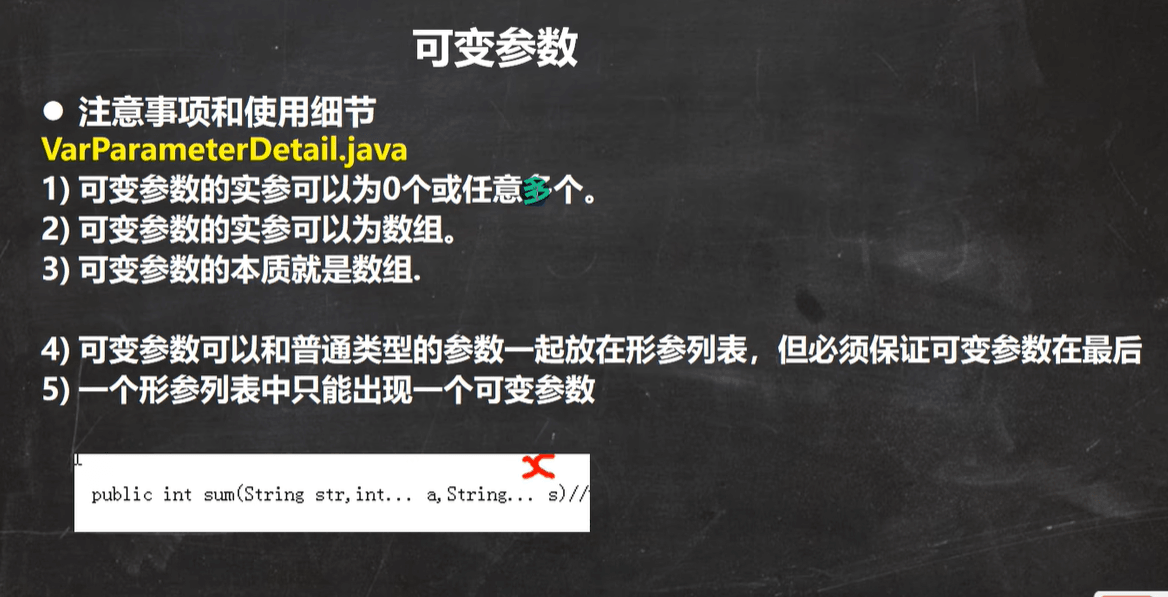 可变参数
● 注意事项和使用细节
VarParameterDetail.java
1) 可变参数的实参可以为0个或任意多个。
2) 可变参数的实参可以为数组。
3) 可变参数的本质就是数组.
4) 可变参数可以和普通类型的参数一起放在形参列表，但必须保证可变参数在最后
5) 一个形参列表中只能出现一个可变参数
public int sum(String str,int... a,String... s)//